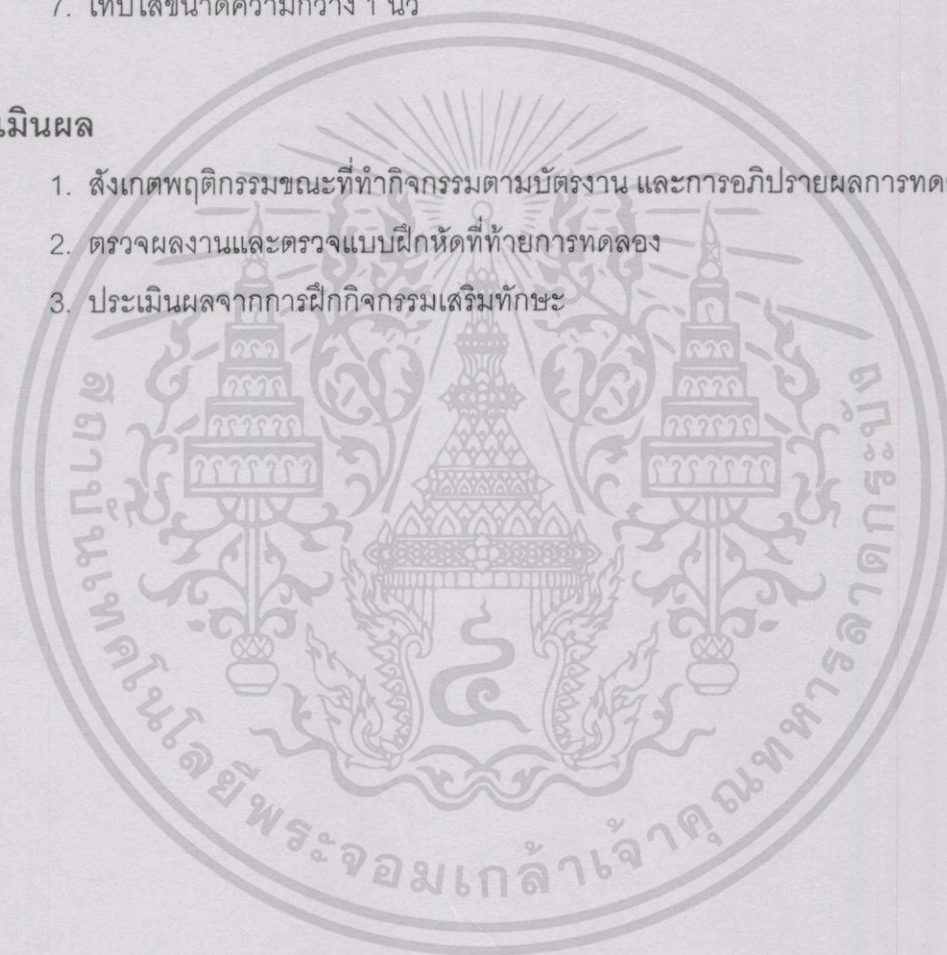 7. เทปใสขนาดความกว้าง 1 นิ้ว
เมินผล
1. สังเกตพฤติกรรมขณะที่ทำกิจกรรมตามบัตรงาน และการอภิปรายผลการทด
2. ตรวจผลงานและตรวจแบบฝึกหัดที่ท้ายการทดลอง
3. ประเมินผลจากการฝึกกิจกรรมเสริมทักษะ
สถาบันเทคโนโลยีพระจอมเกล้าเจ้าคุณทหารลาดกระบัง